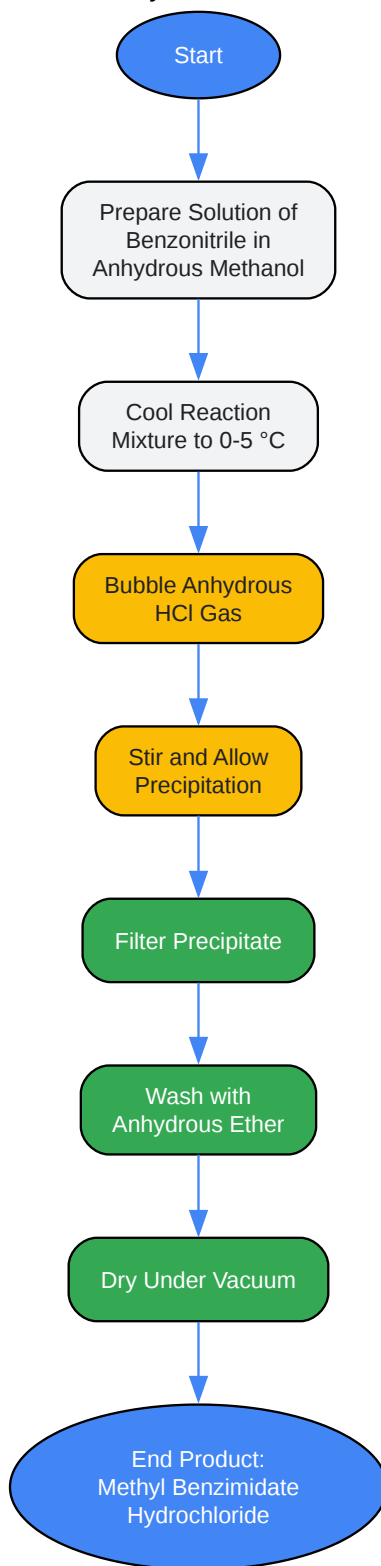 Start
Prepare Solution of
Benzonitrile in
Anhydrous Methanol
Cool Reaction
Mixture to 0-5 °C
Bubble Anhydrous
HCl Gas
Stir and Allow
Precipitation
Filter Precipitate
Wash with
Anhydrous Ether
Dry Under Vacuum
End Product:
Methyl Benzimidate
Hydrochloride